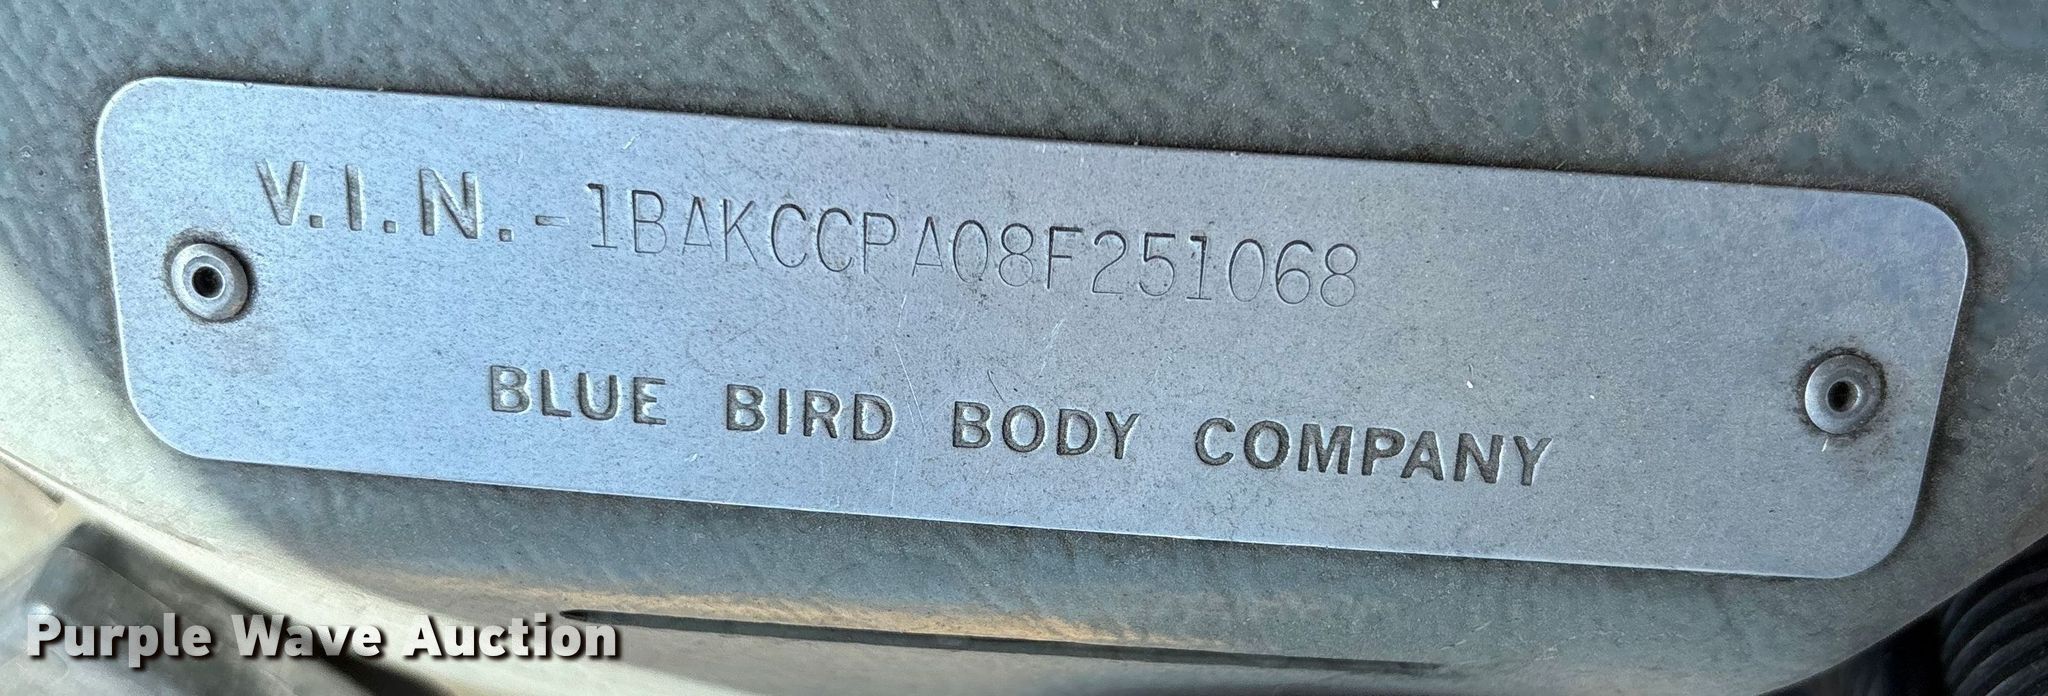 V.I.N.-1BAKCCPA08F251068
BLUE BIRD BODY COMPANY
Purple Wave Auction